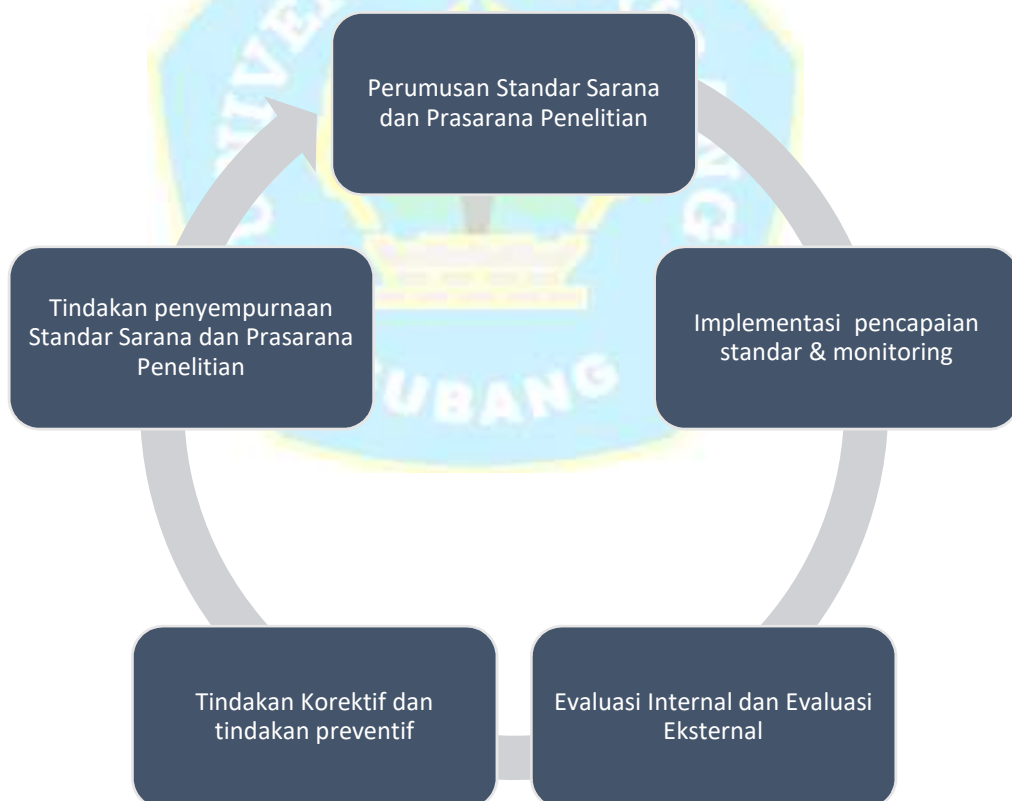 Perumusan Standar Sarana
dan Prasarana Penelitian
Implementasi pencapaian
standar & monitoring
Evaluasi Internal dan Evaluasi
Eksternal
Tindakan Korektif dan
tindakan preventif
Tindakan penyempurnaan
Standar Sarana dan Prasarana
Penelitian
UBANG